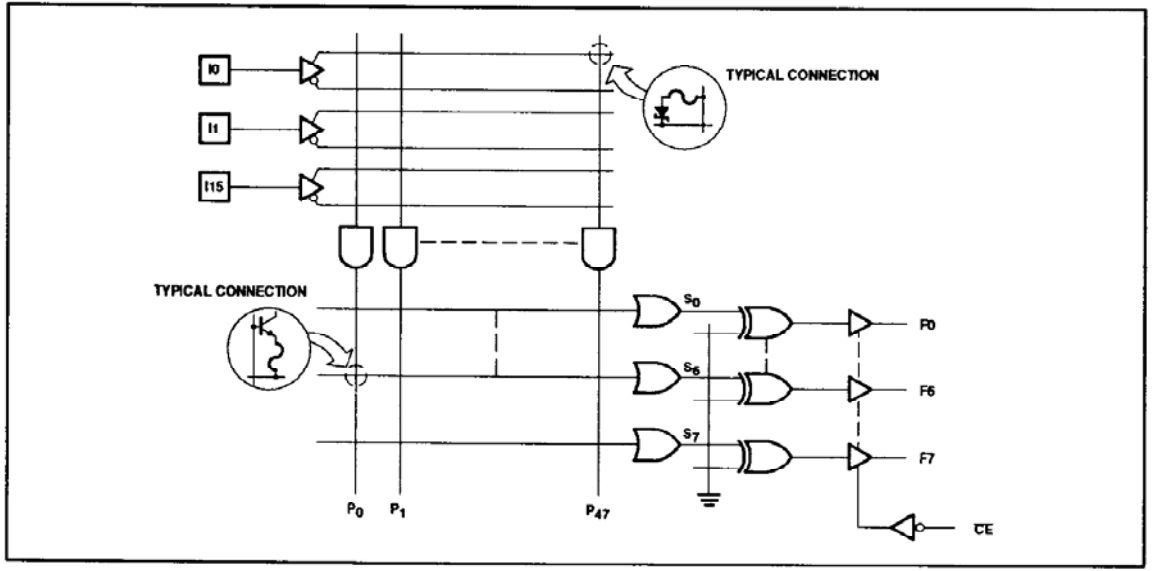 I0
TYPICAL CONNECTION
I1
I15
TYPICAL CONNECTION
S0
F0
S6
F6
S7
F7
P0 P1 P47
CE